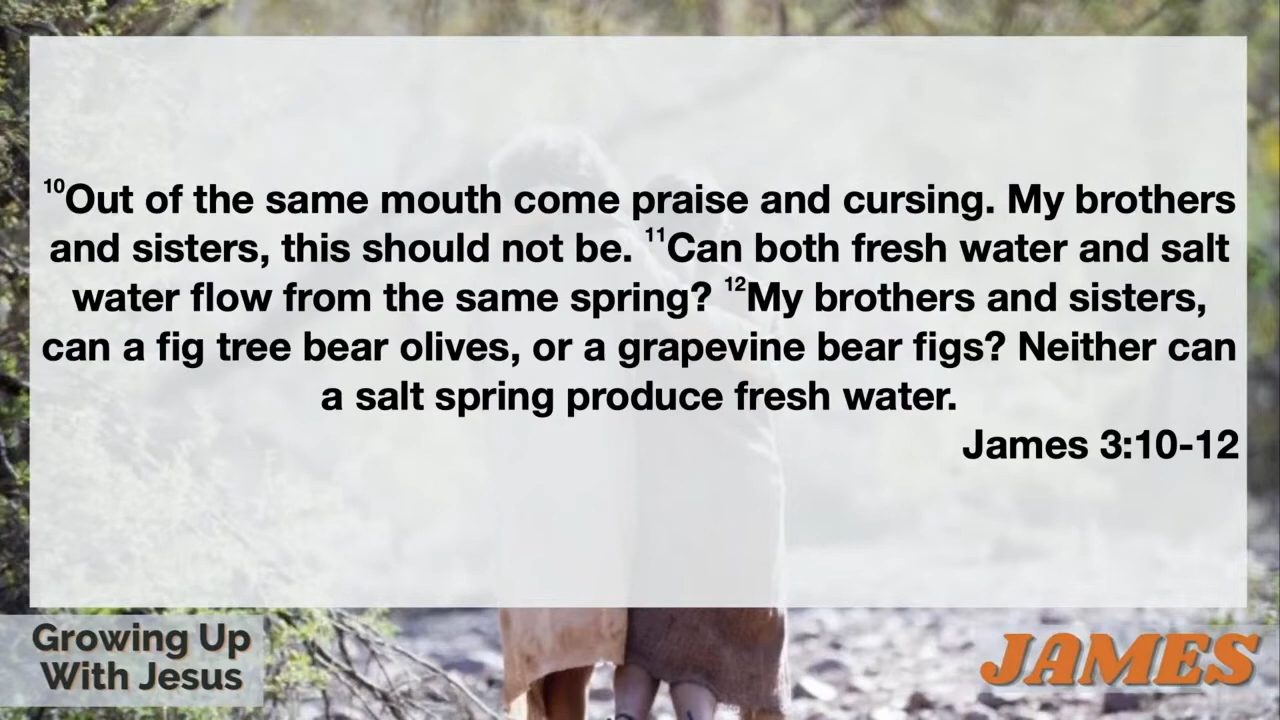 ¹⁰Out of the same mouth come praise and cursing. My brothers
and sisters, this should not be. ¹¹Can both fresh water and salt
water flow from the same spring? ¹²My brothers and sisters,
can a fig tree bear olives, or a grapevine bear figs? Neither can
a salt spring produce fresh water.
James 3:10-12
Growing Up
With Jesus
JAMES